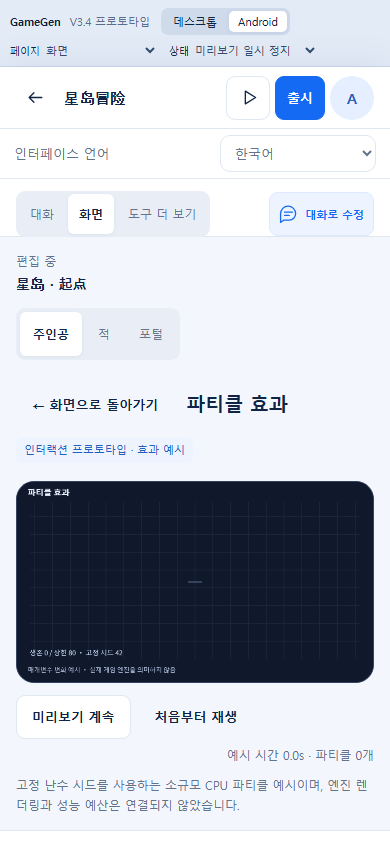 GameGen V3.4 프로토타입 데스크톱 Android
페이지 화면 상태 미리보기 일시 정지
← 星岛冒险 출시 A
인터페이스 언어 한국어
대화 화면 도구 더 보기 대화로 수정
편집 중
星岛 · 起点
주인공 적 포털
← 화면으로 돌아가기 파티클 효과
인터랙션 프로토타입 · 효과 예시
파티클 효과
생존 0 / 상한 80 • 고정 시드 42
매개변수 변화 예시 • 실제 게임 엔진을 의미하지 않음
미리보기 계속 처음부터 재생
예시 시간 0.0s · 파티클 0개
고정 난수 시드를 사용하는 소규모 CPU 파티클 예시이며, 엔진 렌
더링과 성능 예산은 연결되지 않았습니다.